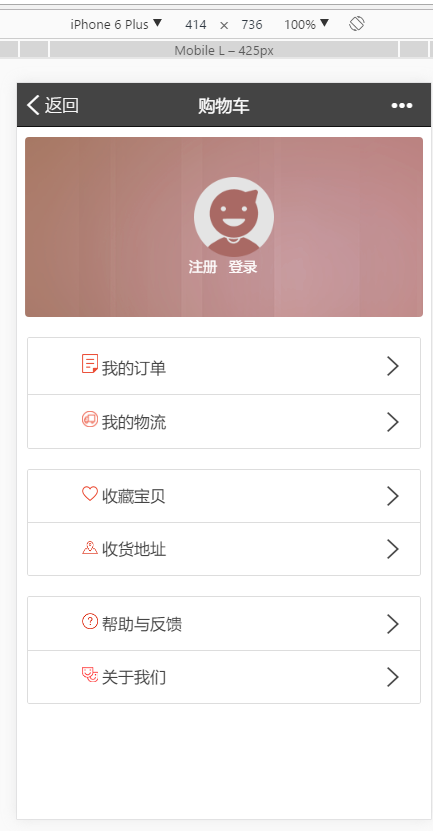 iPhone 6 Plus ▼ 414 × 736 100% ▼
Mobile L – 425px
返回 购物车 •••
注册 登录
我的订单
我的物流
收藏宝贝
收货地址
帮助与反馈
关于我们